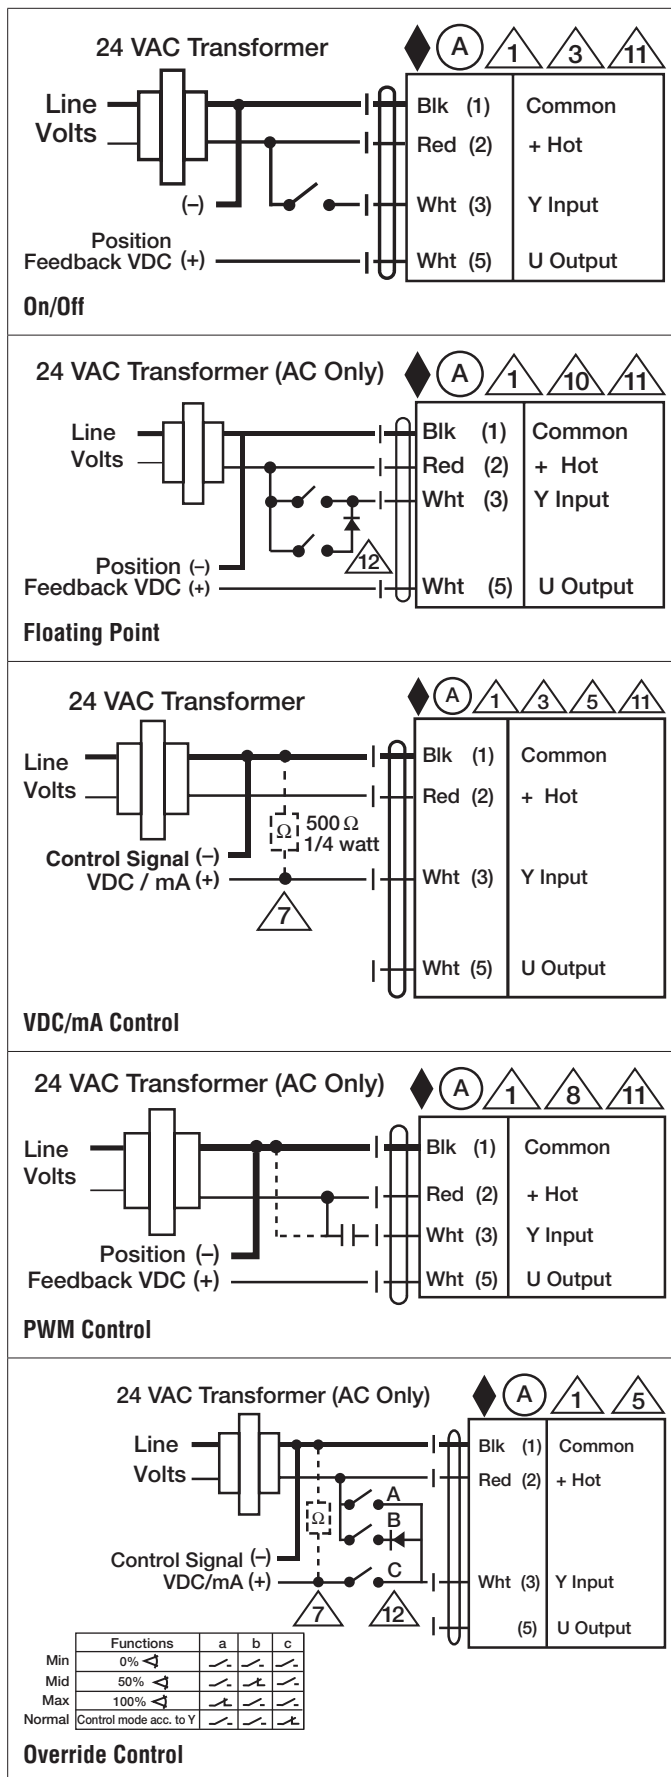 24 VAC Transformer A 1 3 11
Line Volts
Blk (1) Common
Red (2) + Hot
(–) Wht (3) Y Input
Position
Feedback VDC (+) Wht (5) U Output
On/Off
24 VAC Transformer (AC Only) A 1 10 11
Line Volts
Blk (1) Common
Red (2) + Hot
Wht (3) Y Input
12
Position (–)
Feedback VDC (+) Wht (5) U Output
Floating Point
24 VAC Transformer A 1 3 5 11
Line Volts
Blk (1) Common
Red (2) + Hot
Ω 500 Ω
1/4 watt
Control Signal (–)
VDC / mA (+) Wht (3) Y Input
7
Wht (5) U Output
VDC/mA Control
24 VAC Transformer (AC Only) A 1 8 11
Line Volts
Blk (1) Common
Red (2) + Hot
Wht (3) Y Input
Position (–)
Feedback VDC (+) Wht (5) U Output
PWM Control
24 VAC Transformer (AC Only) A 1 5
Line Volts
Blk (1) Common
Red (2) + Hot
A
Ω B
Control Signal (–)
VDC/mA (+) C Wht (3) Y Input
7 12
(5) U Output
Functions a b c
Min 0%
Mid 50%
Max 100%
Normal Control mode acc. to Y
Override Control